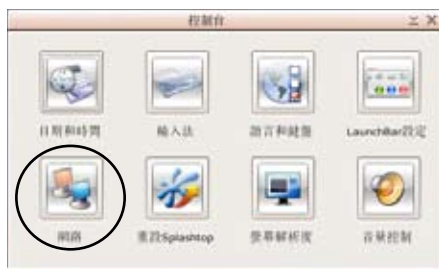 控制台
日期和時間
輸入法
語言和鍵盤
LaunchBar設定
網路
重設Splashtop
螢幕解析度
音量控制